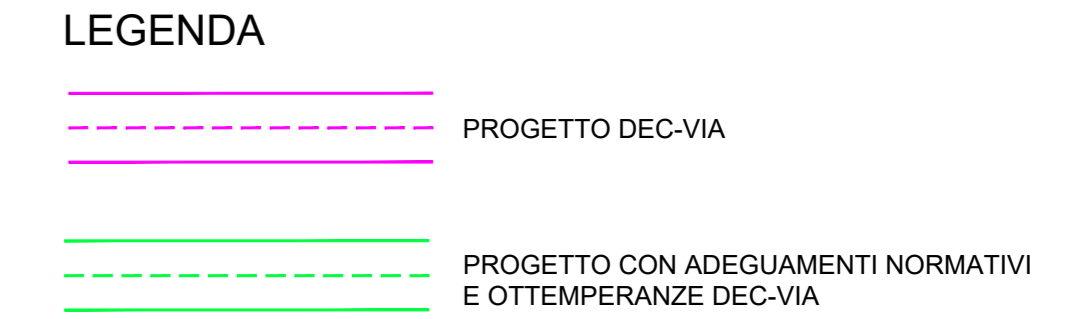 LEGENDA
PROGETTO DEC-VIA
PROGETTO CON ADEGUAMENTI NORMATIVI
E OTTEMPERANZE DEC-VIA